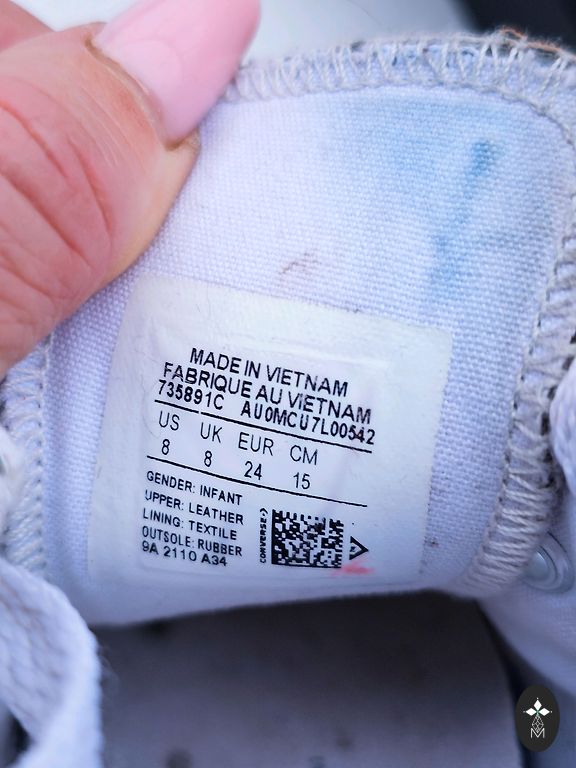 MADE IN VIETNAM
FABRIQUE AU VIETNAM
735891C AU0MCU7L00542
US UK EUR CM
8 8 24 15
GENDER: INFANT
UPPER: LEATHER
LINING: TEXTILE
OUTSOLE: RUBBER
9A 2110 A34
CONVERSE
M